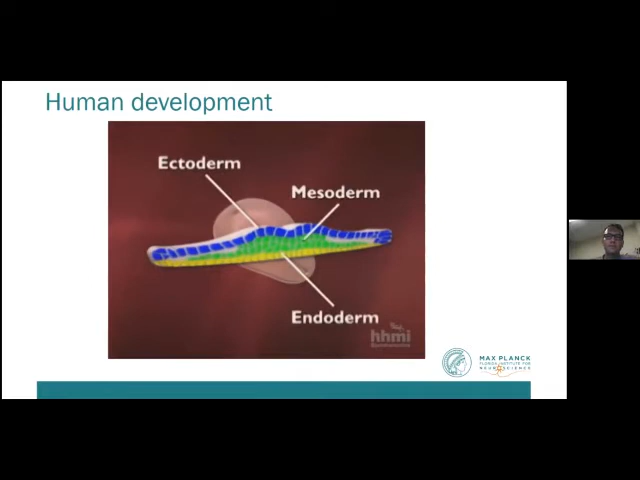 Human development
Ectoderm
Mesoderm
Endoderm
hhmi
MAX PLANCK
FLORIDA INSTITUTE FOR
NEUROSCIENCE